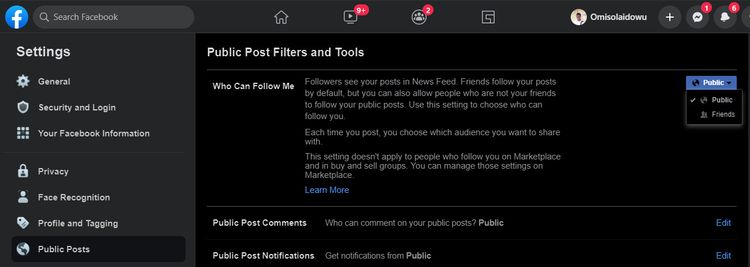 Search Facebook
9+
2
Omisolaidowu
1
6
Settings
General
Security and Login
Your Facebook Information
Privacy
Face Recognition
Profile and Tagging
Public Posts
Public Post Filters and Tools
Who Can Follow Me
Followers see your posts in News Feed. Friends follow your posts
by default, but you can also allow people who are not your friends
to follow your public posts. Use this setting to choose who can
follow you.
Each time you post, you choose which audience you want to share
with.
This setting doesn't apply to people who follow you on Marketplace
and in buy and sell groups. You can manage those settings on
Marketplace.
Learn More
Public
Public
Friends
Public Post Comments Who can comment on your public posts? Public Edit
Public Post Notifications Get notifications from Public Edit